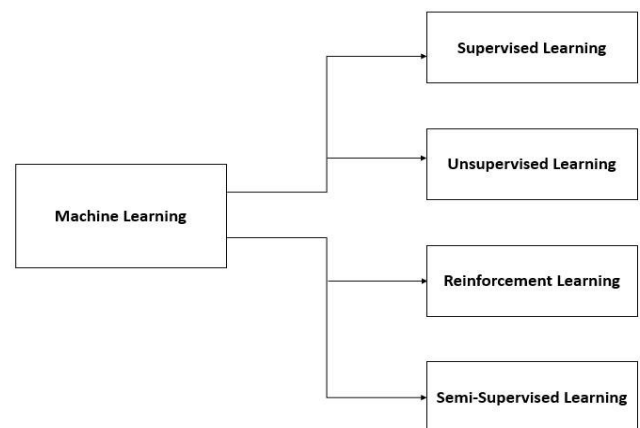 Supervised Learning
Unsupervised Learning
Machine Learning
Reinforcement Learning
Semi-Supervised Learning